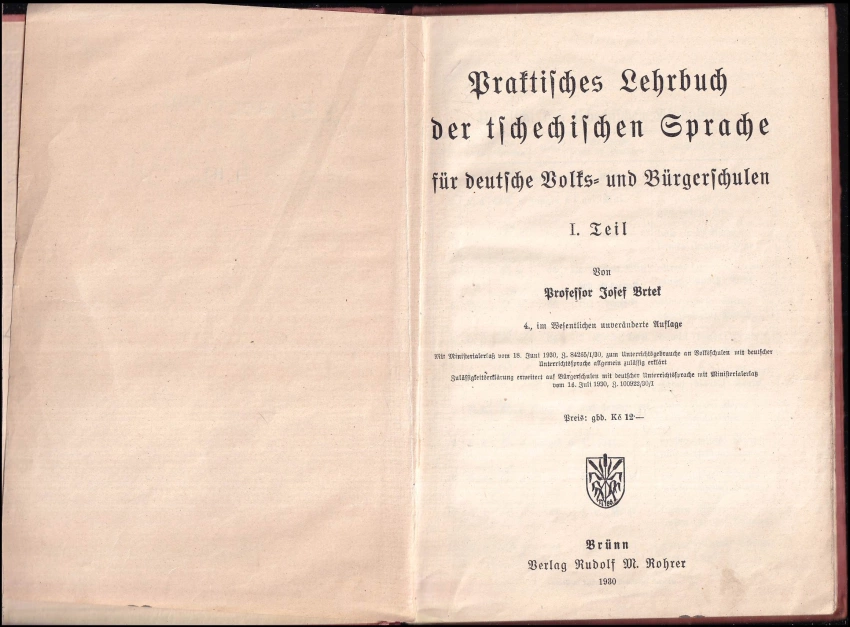 Praktisches Lehrbuch
der tschechischen Sprache
für deutsche Volks- und Bürgerschulen
I. Teil
Von
Professor Josef Vrtek
4., im Wesentlichen unveränderte Auflage
Mit Ministerialerlaß vom 18. Juni 1930, Z. 84265/I/30, zum Unterrichtsgebrauche an Volksschulen mit deutscher
Unterrichtssprache allgemein zulässig erklärt
Zulässigkeitserklärung erweitert auf Bürgerschulen mit deutscher Unterrichtssprache mit Ministerialerlaß
vom 14. Juli 1930, Z. 100923/30/I
Preis: gbd. Kč 12·—
Brünn
Verlag Rudolf M. Rohrer
1930